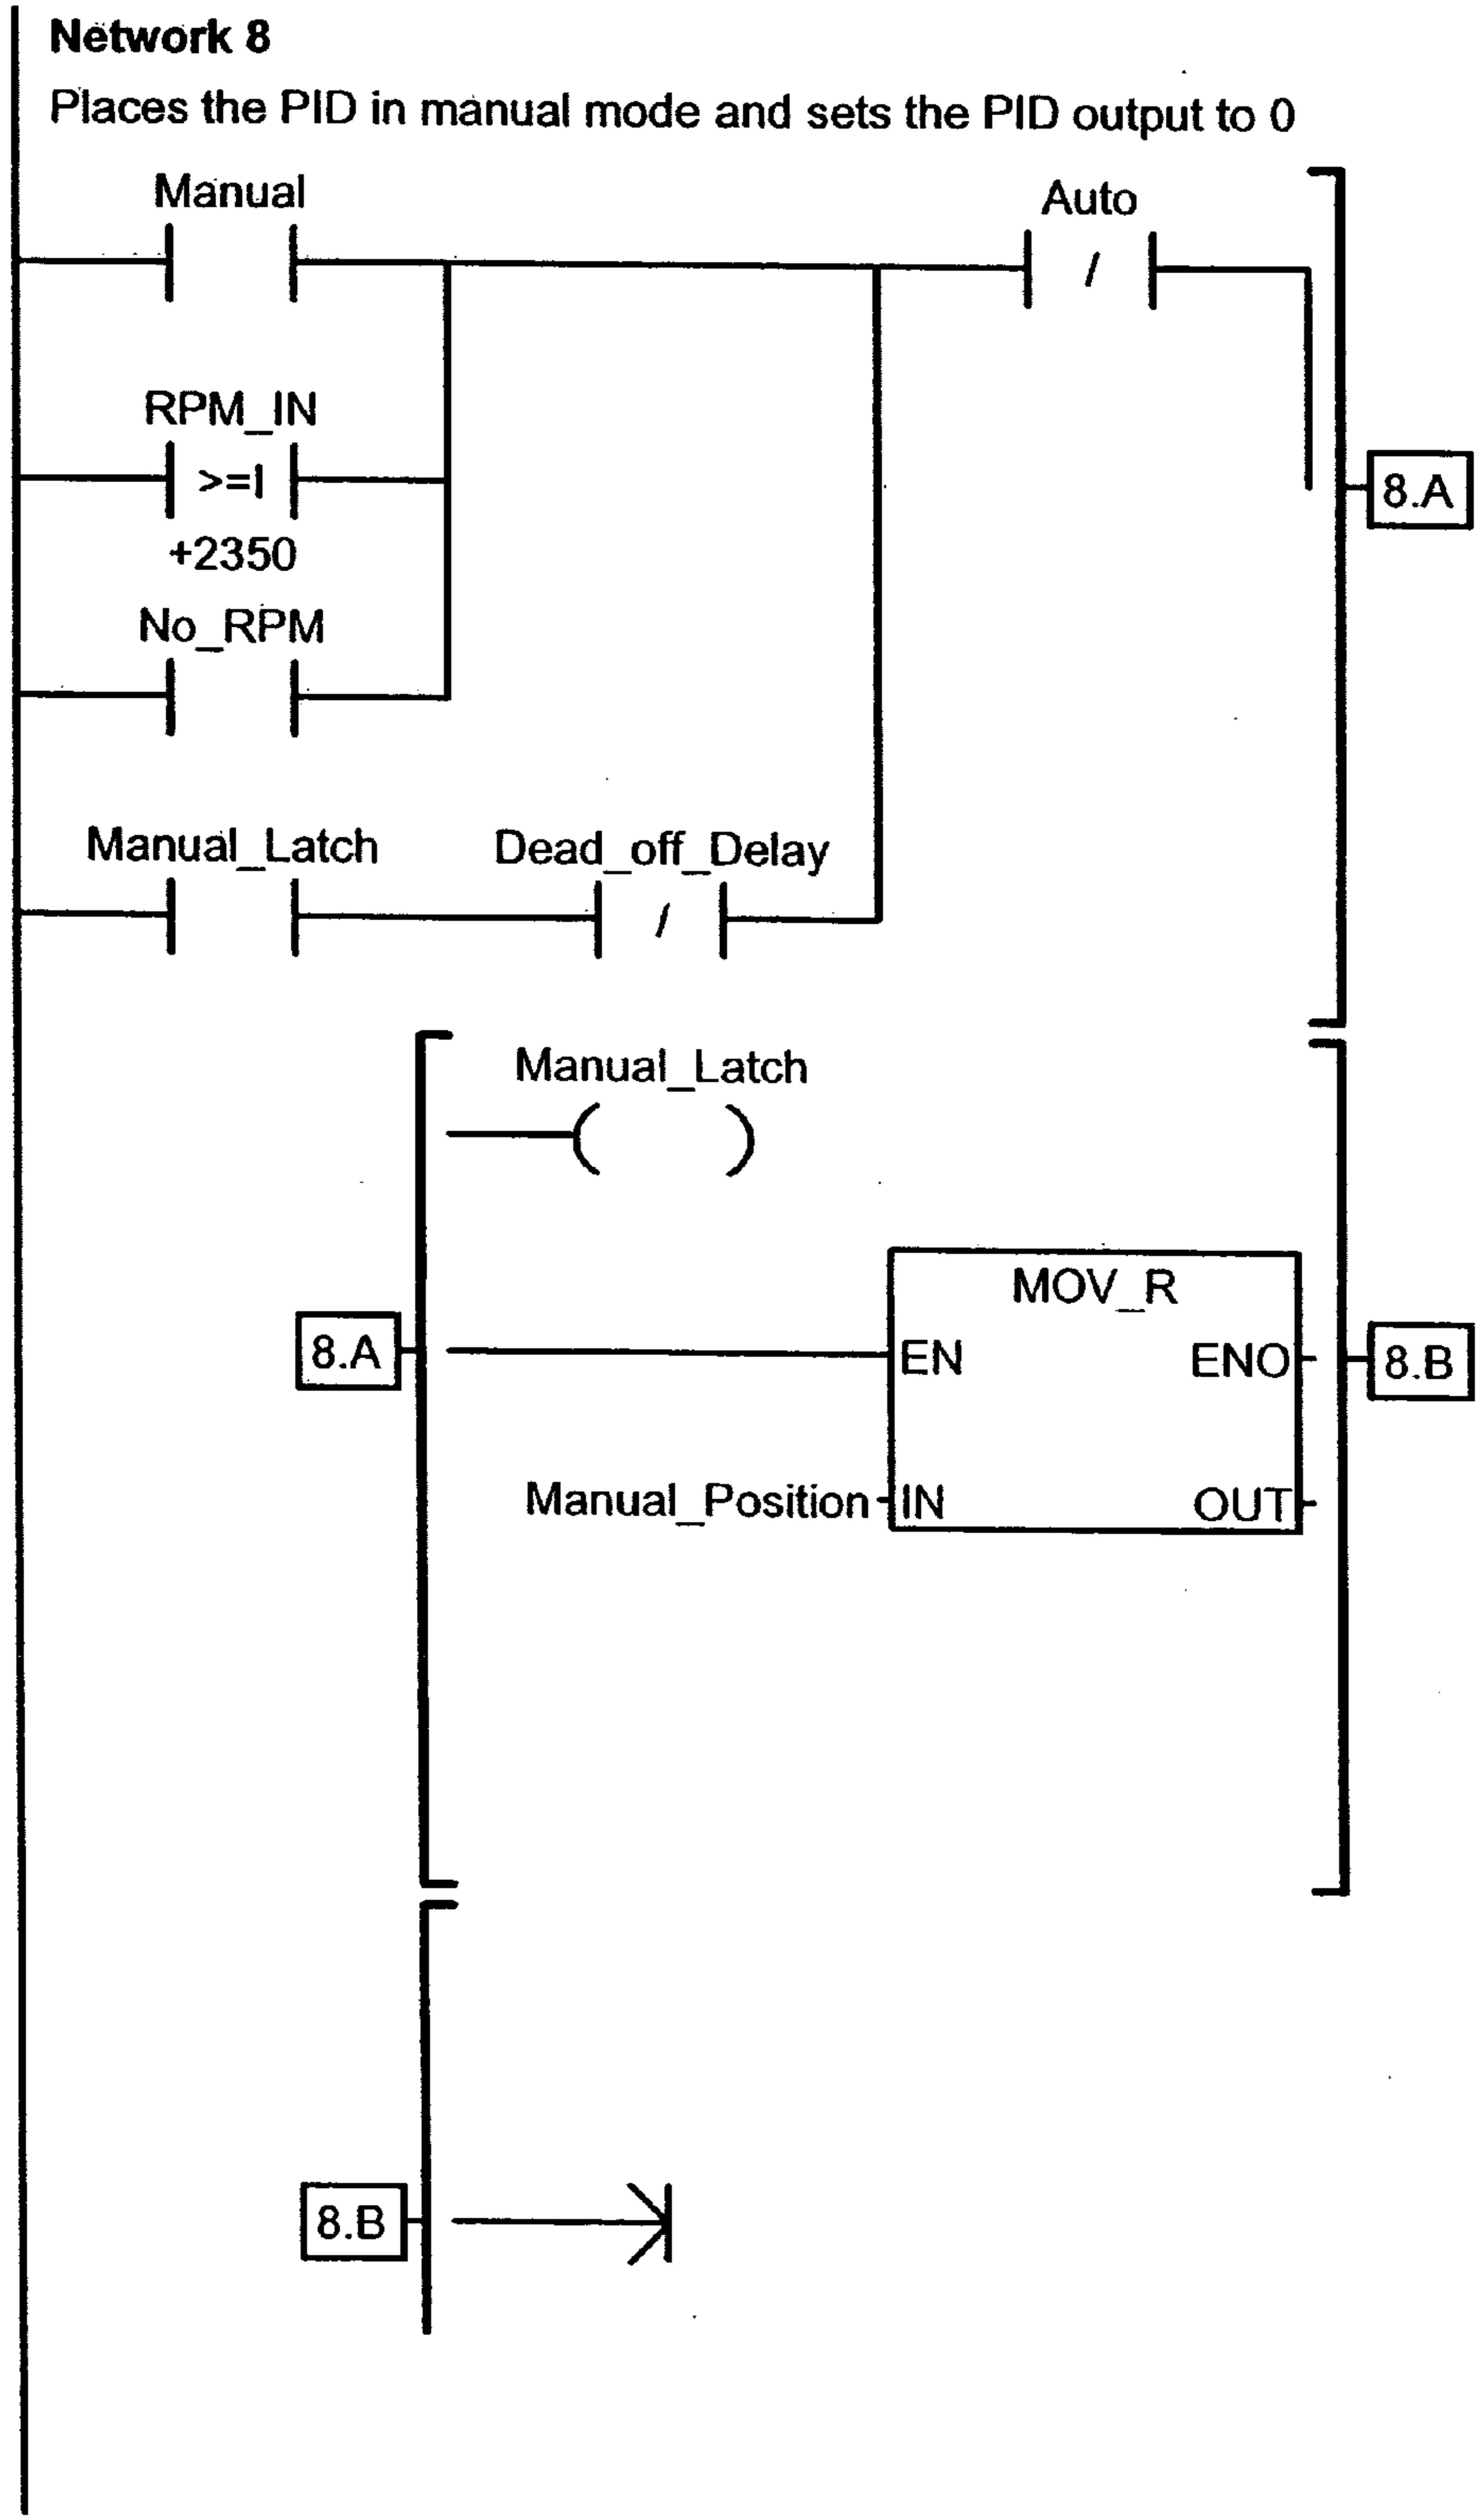 Network 8
Places the PID in manual mode and sets the PID output to 0
Manual
Auto
/
RPM_IN
>=I
+2350
8.A
No_RPM
Manual_Latch
Dead_off_Delay
/
Manual_Latch
MOV_R
8.A
EN
ENO
8.B
Manual_Position
IN
OUT
8.B